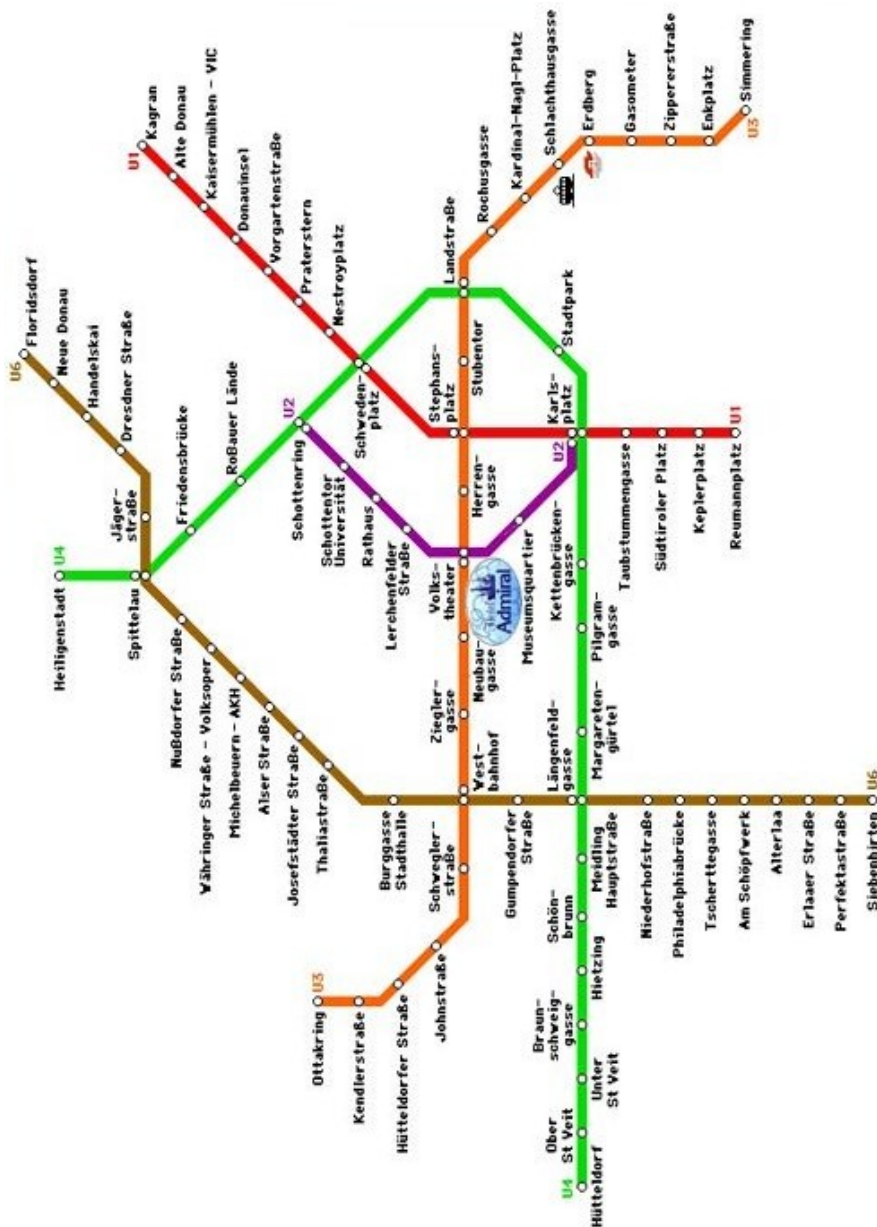 U6
Floridsdorf
Neue Donau
Handelskai
Dresdner Straße
Jäger-
straße
U4
Heiligenstadt
Spittelau
Friedensbrücke
Roßauer Lände
U2
Schottenring
Schottentor
Universität
Rathaus
Lerchenfelder
Straße
Volks-
theater
Museumsquartier
U2
U1
Kagran
Alte Donau
Kaisermühlen - VIC
Donauinsel
Vorgartenstraße
Praterstern
Nestroyplatz
Schweden-
platz
Stephans-
platz
Karls-
platz
Taubstummengasse
Südtiroler Platz
Keplerplatz
Reumannplatz
U1
Landstraße
Stadtpark
Stubentor
Herren-
gasse
Rochusgasse
Kardinal-Nagl-Platz
Schlachthausgasse
Erdberg
Gasometer
Zippererstraße
Enkplatz
Simmering
U3
Nußdorfer Straße
Währinger Straße - Volksoper
Michelbeuern - AKH
Alser Straße
Josefstädter Straße
Thaliastraße
Burggasse
Stadthalle
West-
bahnhof
Gumpendorfer
Straße
Längenfeld-
gasse
Niederhofstraße
Philadelphiabrücke
Tscherttegasse
Am Schöpfwerk
Alterlaa
Erlaaer Straße
Perfektastraße
Siebenhirten
U6
Admiral
Neubau-
gasse
Ziegler-
gasse
Schwegler-
straße
Johnstraße
Hütteldorfer Straße
Kendlerstraße
Ottakring
U3
Kettenbrücken-
gasse
Pilgram-
gasse
Margareten-
gürtel
Meidling
Hauptstraße
Schön-
brunn
Hietzing
Braun-
schweig-
gasse
Unter
St Veit
Ober
St Veit
Hütteldorf
U4